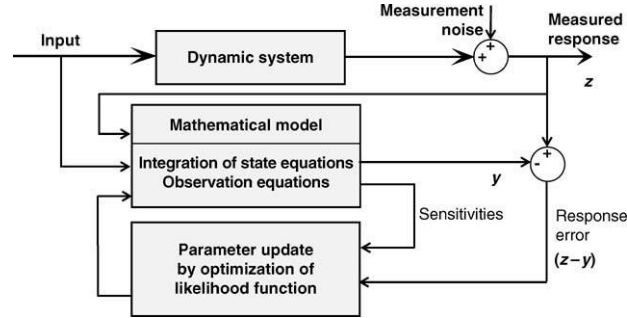 Measurement
noise
Measured
response
Input
Dynamic system
+
+
z
Mathematical model
Integration of state equations
Observation equations
y
+
-
Sensitivities
Response
error
(z–y)
Parameter update
by optimization of
likelihood function